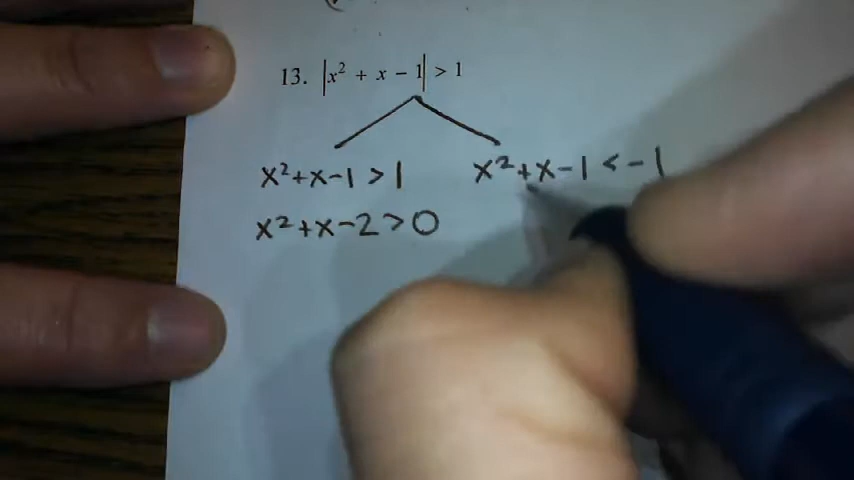 13. |x² + x − 1| > 1
x²+x−1 > 1 x²+x−1 < −1
x²+x−2>0